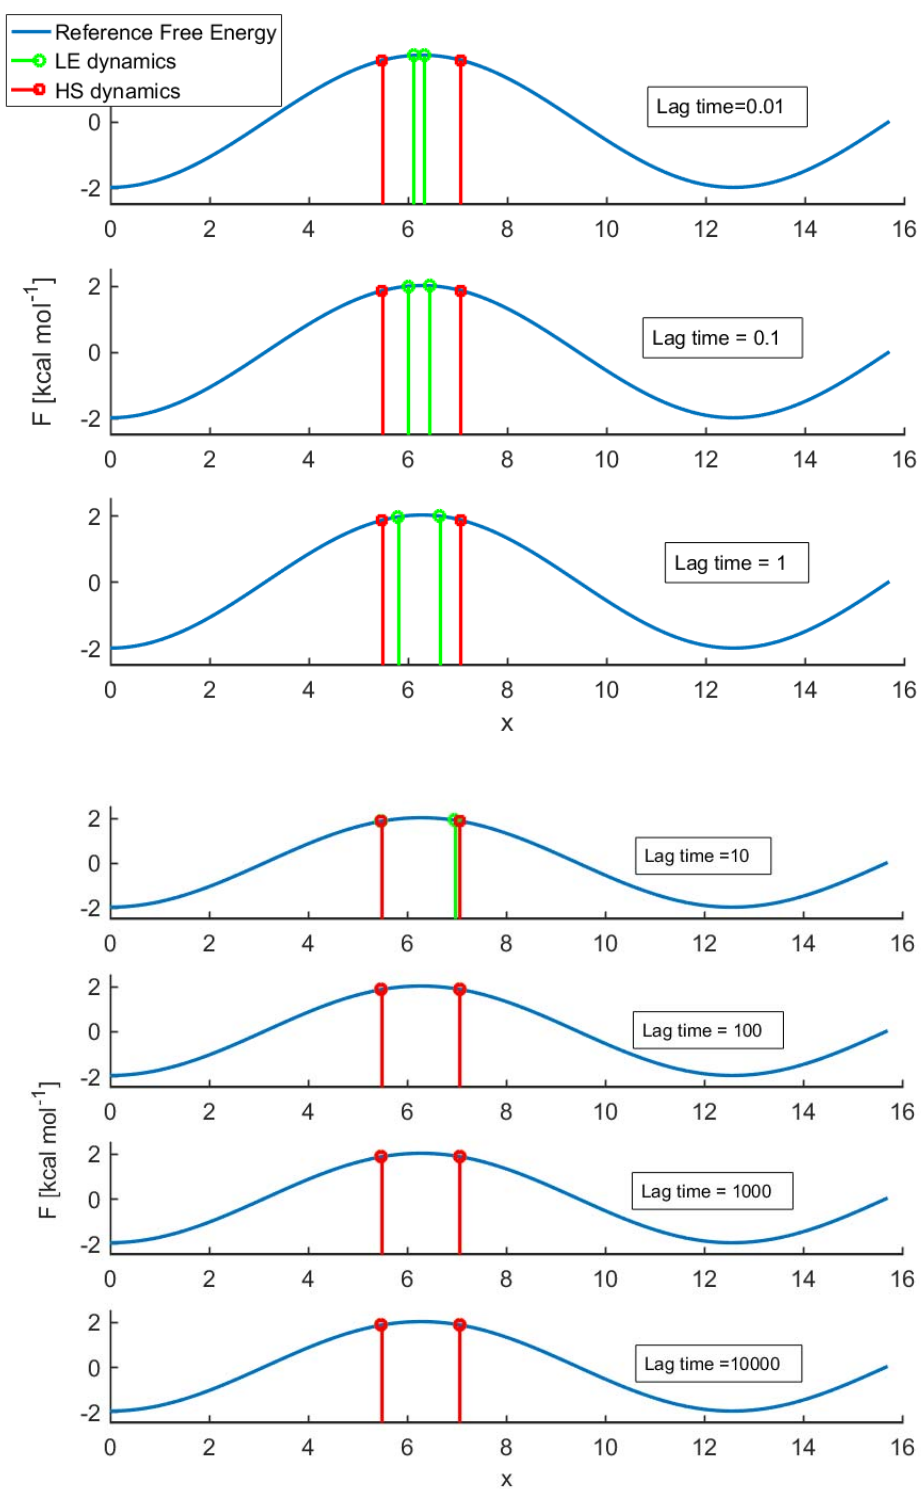 Reference Free Energy
LE dynamics
HS dynamics
Lag time=0.01
0
-2
0 2 4 6 8 10 12 14 16
F [kcal mol-1]
2
0
-2
Lag time = 0.1
0 2 4 6 8 10 12 14 16
2
0
-2
Lag time = 1
0 2 4 6 8 10 12 14 16
x
2
0
-2
Lag time =10
0 2 4 6 8 10 12 14 16
2
0
-2
Lag time = 100
0 2 4 6 8 10 12 14 16
F [kcal mol-1]
2
0
-2
Lag time = 1000
0 2 4 6 8 10 12 14 16
2
0
-2
Lag time =10000
0 2 4 6 8 10 12 14 16
x